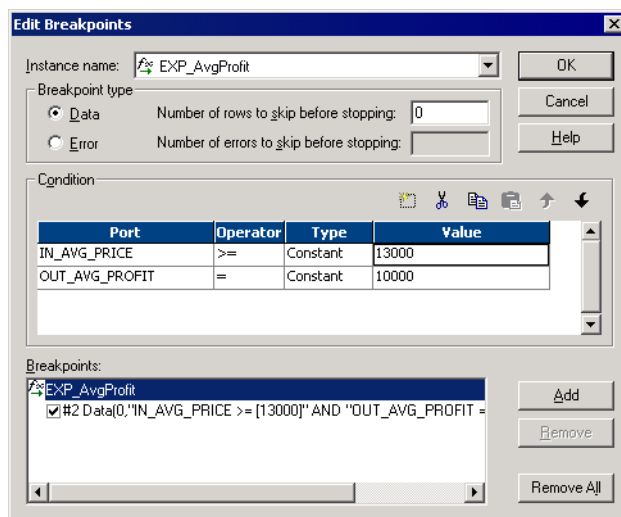 Edit Breakpoints
Instance name: EXP_AvgProfit
OK
Breakpoint type
Data Number of rows to skip before stopping: 0
Cancel
Error Number of errors to skip before stopping:
Help
Condition
Port Operator Type Value
IN_AVG_PRICE >= Constant 13000
OUT_AVG_PROFIT = Constant 10000
Breakpoints:
EXP_AvgProfit
#2 Data(0,"IN_AVG_PRICE >= [13000]" AND "OUT_AVG_PROFIT =
Add
Remove
Remove All